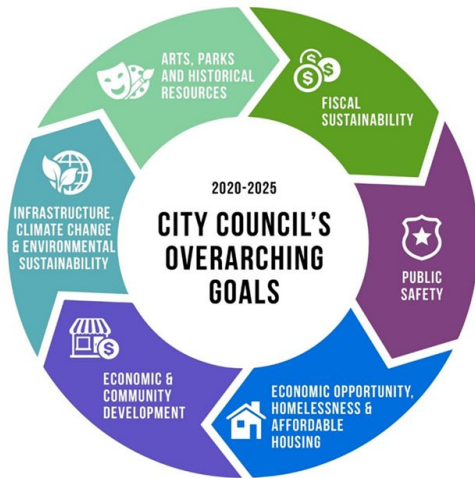 2020-2025
CITY COUNCIL'S
OVERARCHING
GOALS
ARTS, PARKS
AND HISTORICAL
RESOURCES
$
$
$
FISCAL
SUSTAINABILITY
PUBLIC
SAFETY
ECONOMIC OPPORTUNITY,
HOMELESSNESS &
AFFORDABLE
HOUSING
$
ECONOMIC &
COMMUNITY
DEVELOPMENT
INFRASTRUCTURE,
CLIMATE CHANGE
& ENVIRONMENTAL
SUSTAINABILITY